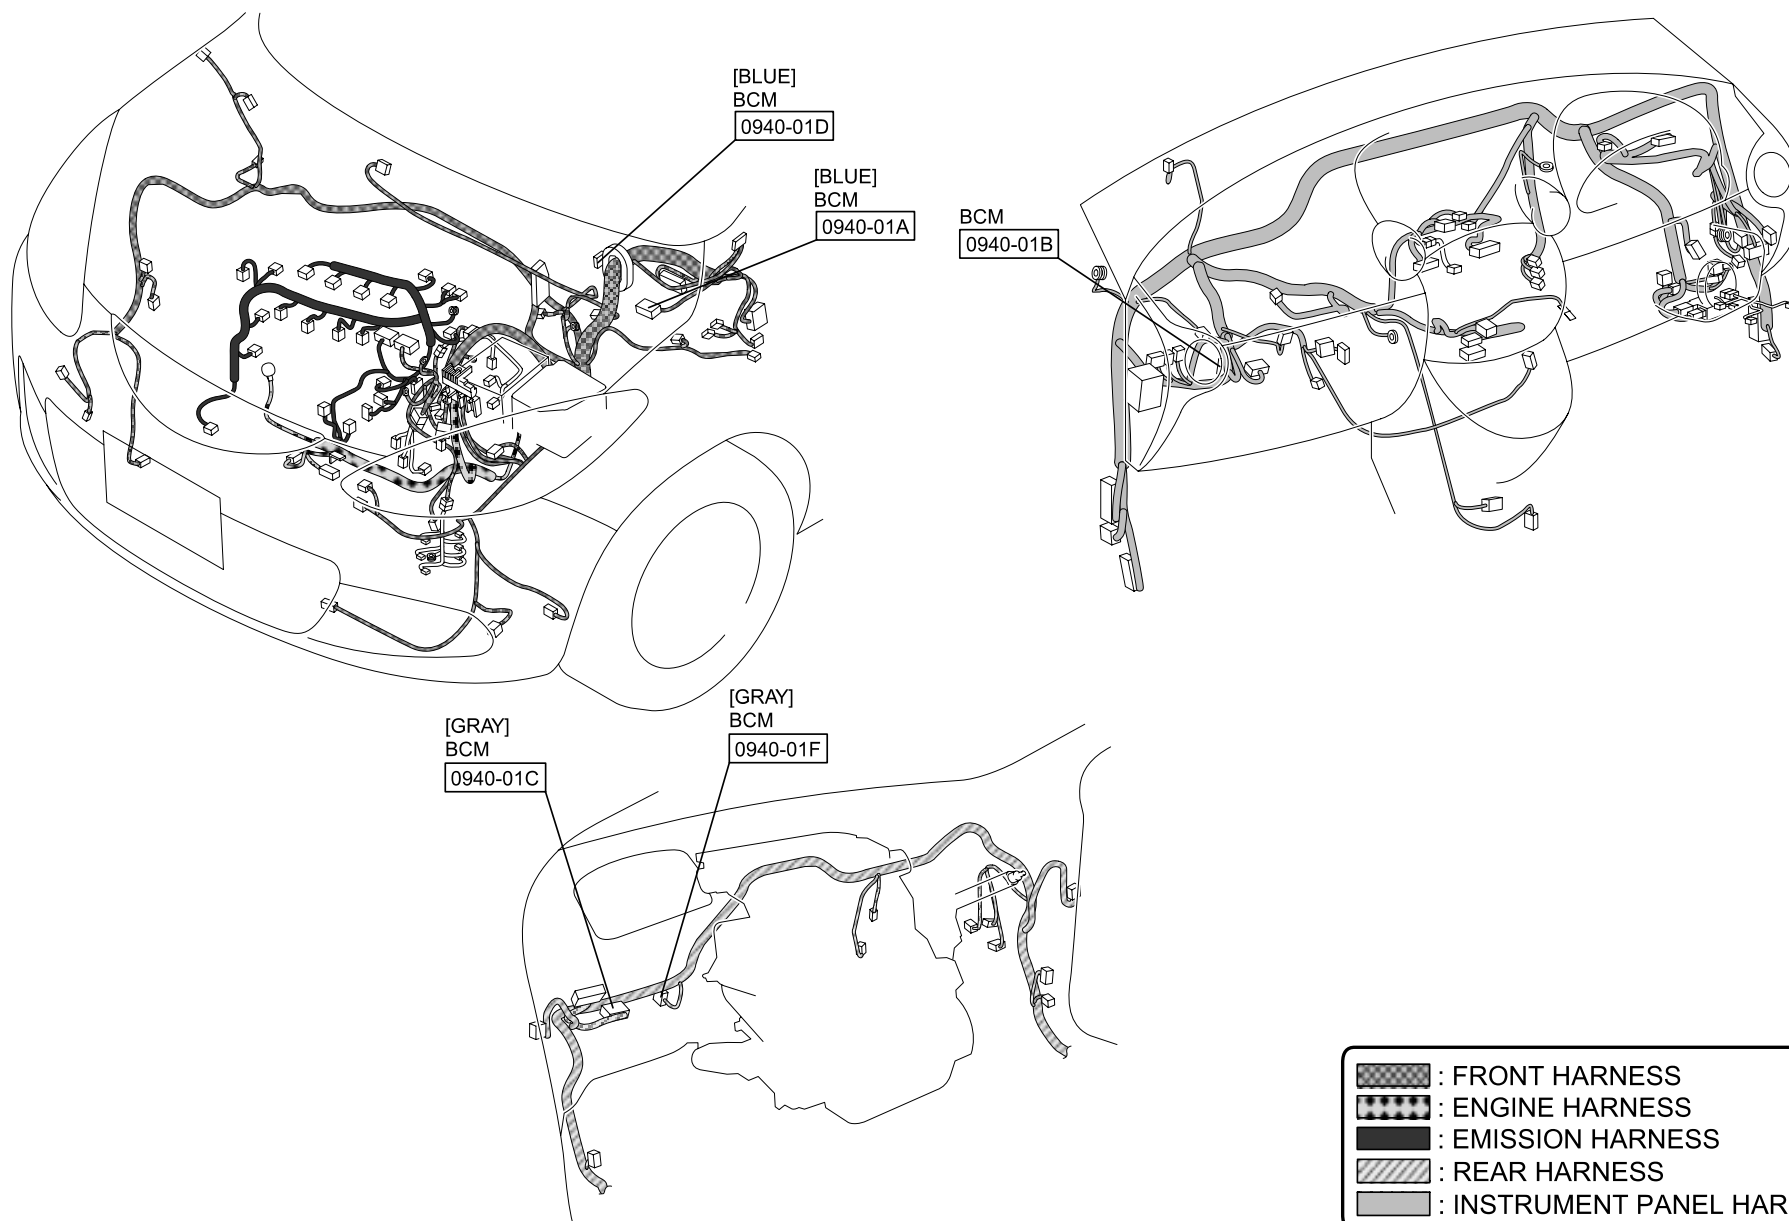 [BLUE]
BCM
0940-01D
[BLUE]
BCM
0940-01A
BCM
0940-01B
[GRAY]
BCM
0940-01F
[GRAY]
BCM
0940-01C
: FRONT HARNESS
: ENGINE HARNESS
: EMISSION HARNESS
: REAR HARNESS
: INSTRUMENT PANEL HAR